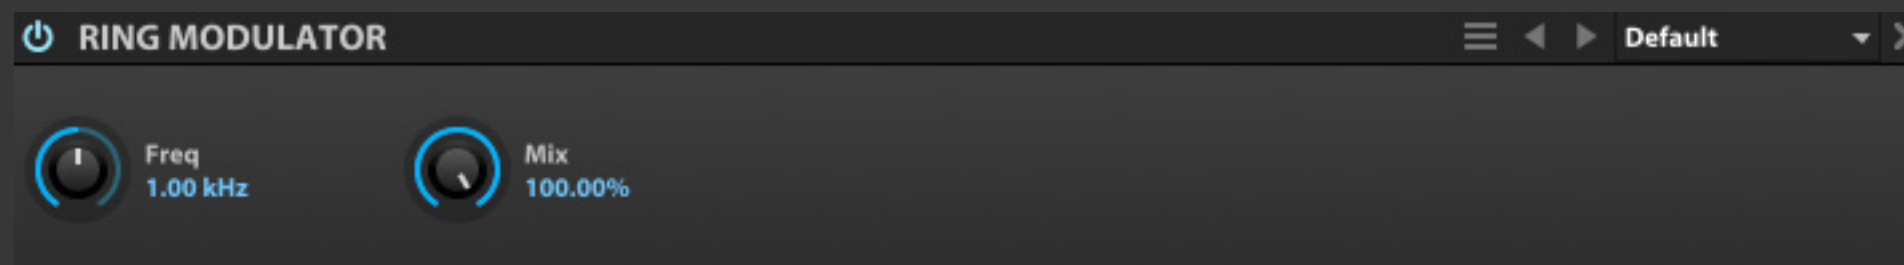 RING MODULATOR Default
Freq
1.00 kHz
Mix
100.00%